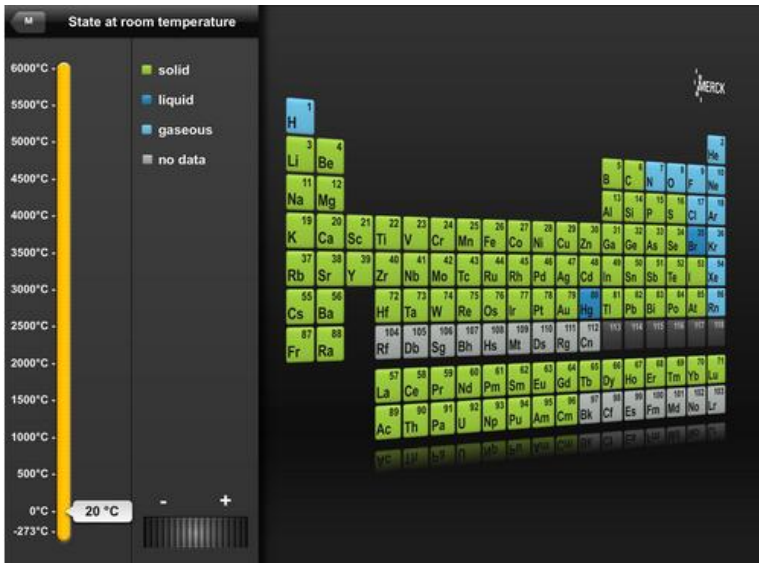 M State at room temperature
6000°C
5500°C
5000°C
4500°C
4000°C
3500°C
3000°C
2500°C
2000°C
1500°C
1000°C
500°C
0°C
-273°C
20 °C
solid
liquid
gaseous
no data
- +
MERCK
1 H
2 He
3 Li 4 Be 5 B 6 C 7 N 8 O 9 F 10 Ne
11 Na 12 Mg 13 Al 14 Si 15 P 16 S 17 Cl 18 Ar
19 K 20 Ca 21 Sc 22 Ti 23 V 24 Cr 25 Mn 26 Fe 27 Co 28 Ni 29 Cu 30 Zn 31 Ga 32 Ge 33 As 34 Se 35 Br 36 Kr
37 Rb 38 Sr 39 Y 40 Zr 41 Nb 42 Mo 43 Tc 44 Ru 45 Rh 46 Pd 47 Ag 48 Cd 49 In 50 Sn 51 Sb 52 Te 53 I 54 Xe
55 Cs 56 Ba 72 Hf 73 Ta 74 W 75 Re 76 Os 77 Ir 78 Pt 79 Au 80 Hg 81 Tl 82 Pb 83 Bi 84 Po 85 At 86 Rn
87 Fr 88 Ra 104 Rf 105 Db 106 Sg 107 Bh 108 Hs 109 Mt 110 Ds 111 Rg 112 Cn 113 114 115 116 117 118
57 La 58 Ce 59 Pr 60 Nd 61 Pm 62 Sm 63 Eu 64 Gd 65 Tb 66 Dy 67 Ho 68 Er 69 Tm 70 Yb 71 Lu
89 Ac 90 Th 91 Pa 92 U 93 Np 94 Pu 95 Am 96 Cm 97 Bk 98 Cf 99 Es 100 Fm 101 Md 102 No 103 Lr